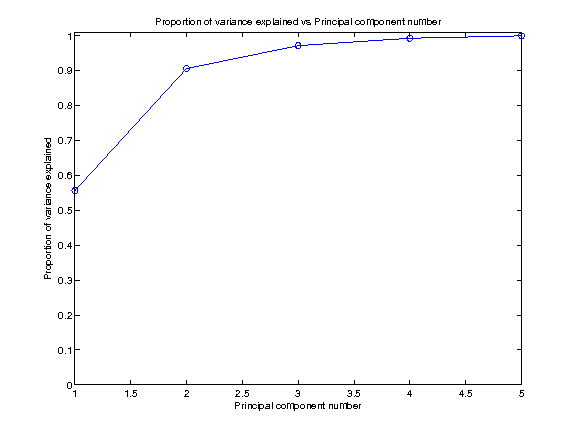 Proportion of variance explained vs. Principal component number
1
0.9
0.8
0.7
0.6
0.5
0.4
0.3
0.2
0.1
0
Proportion of variance explained
1 1.5 2 2.5 3 3.5 4 4.5 5
Principal component number